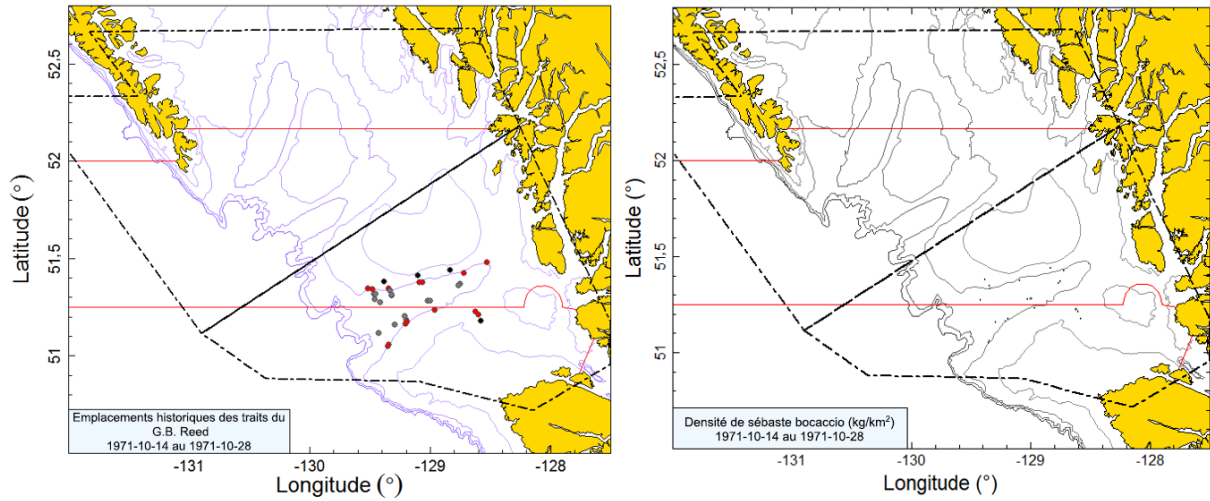 52,5
52
51,5
51
Latitude (°)
-131
-130
-129
-128
Longitude (°)
Emplacements historiques des traits du
G.B. Reed
1971-10-14 au 1971-10-28
52,5
52
51,5
51
Latitude (°)
-131
-130
-129
-128
Longitude (°)
Densité de sébaste bocaccio (kg/km²)
1971-10-14 au 1971-10-28